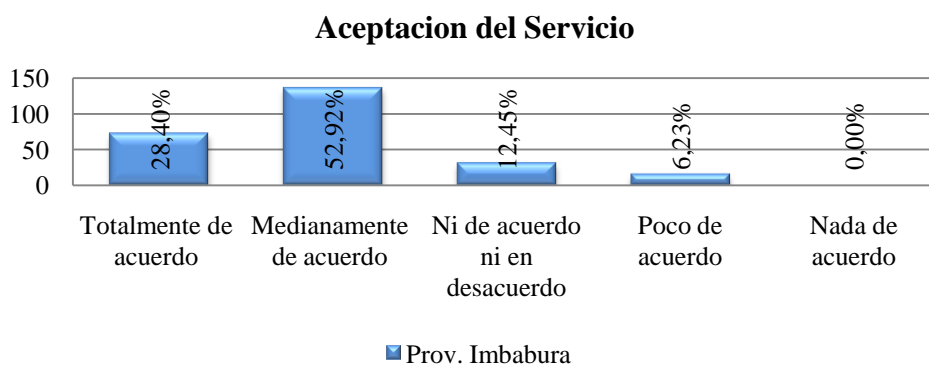 Aceptacion del Servicio
150
100
50
0
28,40%
52,92%
12,45%
6,23%
0,00%
Totalmente de
acuerdo
Medianamente
de acuerdo
Ni de acuerdo
ni en
desacuerdo
Poco de
acuerdo
Nada de
acuerdo
Prov. Imbabura